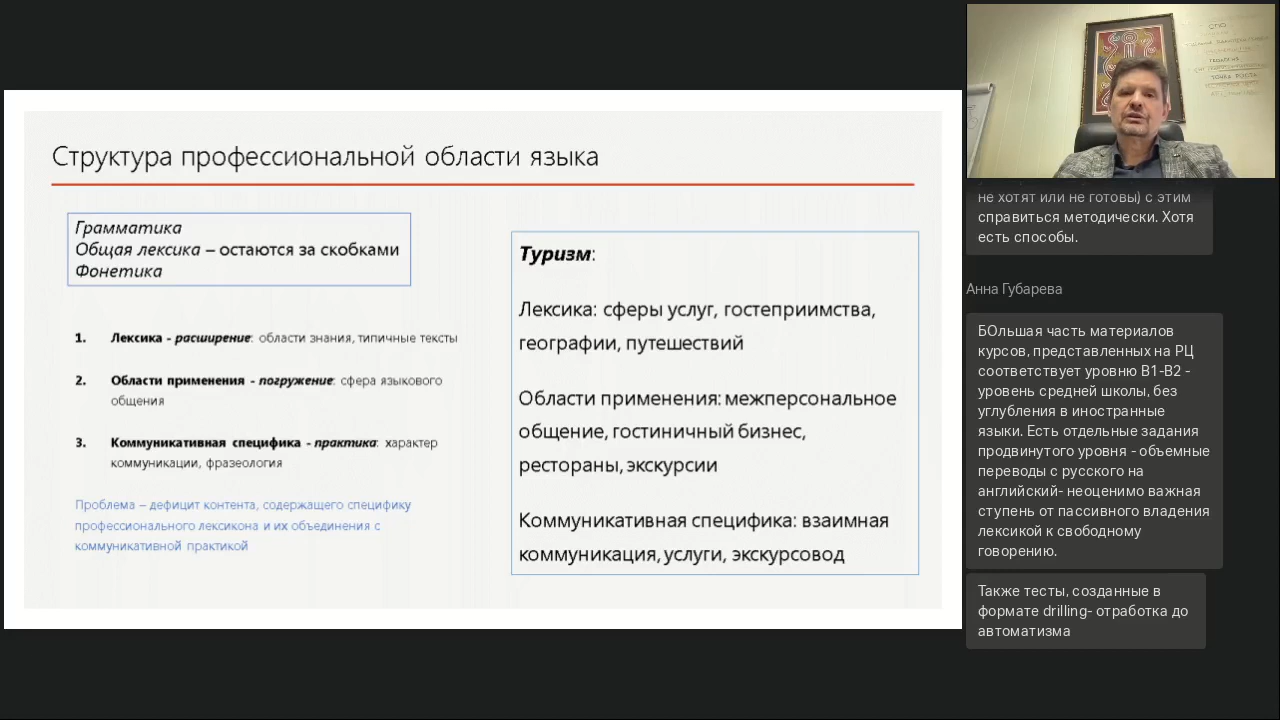 Структура профессиональной области языка
Грамматика
Общая лексика – остаются за скобками
Фонетика
1. Лексика - расширение: области знания, типичные тексты
2. Области применения - погружение: сфера языкового
общения
3. Коммуникативная специфика - практика: характер
коммуникации, фразеология
Проблема – дефицит контента, содержащего специфику
профессионального лексикона и их объединения с
коммуникативной практикой
Туризм:
Лексика: сферы услуг, гостеприимства,
географии, путешествий
Области применения: межперсональное
общение, гостиничный бизнес,
рестораны, экскурсии
Коммуникативная специфика: взаимная
коммуникация, услуги, экскурсовод
не хотят или не готовы) с этим
справиться методически. Хотя
есть способы.
Анна Губарева
БОльшая часть материалов
курсов, представленных на РЦ
соответствует уровню В1-В2 -
уровень средней школы, без
углубления в иностранные
языки. Есть отдельные задания
продвинутого уровня - объемные
переводы с русского на
английский- неоценимо важная
ступень от пассивного владения
лексикой к свободному
говорению.
Также тесты, созданные в
формате drilling- отработка до
автоматизма